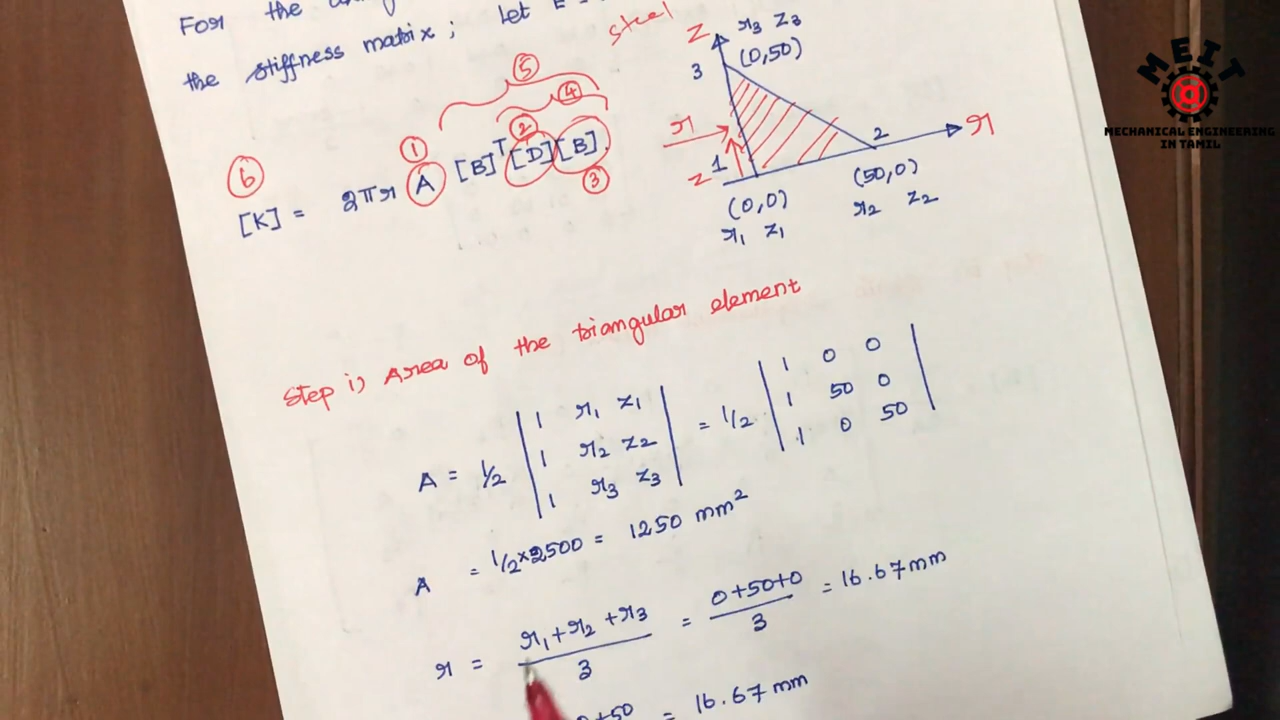 For the
the stiffness matrix; Let E
steel
⑤
④
① ② ③
⑥ [K] = 2πr A [B]ᵀ [D] [B].
Z r3 z3
3 (0,50)
r
2 r
1
z
(0,0) (50,0)
r1 z1 r2 z2
MEIT
MECHANICAL ENGINEERING
IN TAMIL
Step 1, Area of the triangular element
A = 1/2 | 1 r1 z1 | = 1/2 | 1 0 0 |
| 1 r2 z2 | | 1 50 0 |
| 1 r3 z3 | | 1 0 50 |
A = 1/2 × 2500 = 1250 mm²
r = r1 + r2 + r3 / 3 = 0+50+0 / 3 = 16.67 mm
0+50 = 16.67 mm